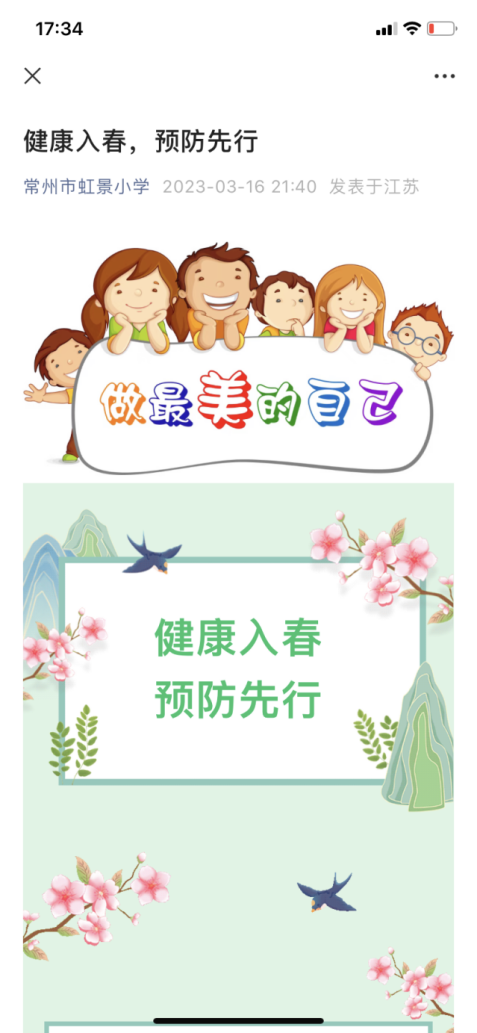 17:34
健康入春，预防先行
常州市虹景小学 2023-03-16 21:40 发表于江苏
做最美的自己
健康入春
预防先行